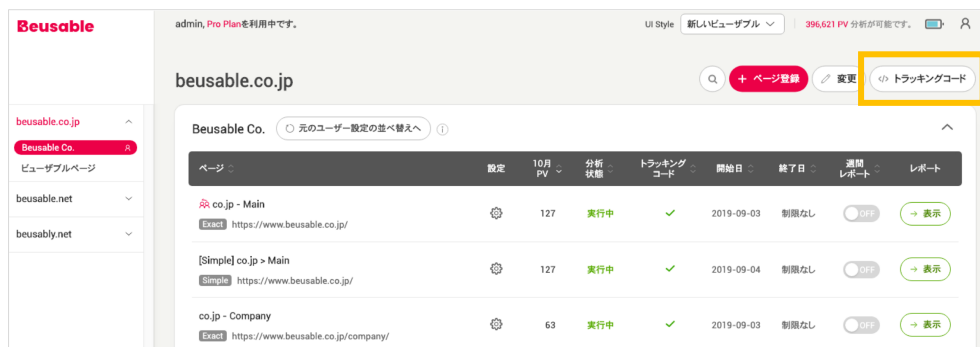 Beusable
admin, Pro Planを利用中です。
UI Style 新しいビューザブル
396,621 PV 分析が可能です。
beusable.co.jp
+ ページ登録
変更
</> トラッキングコード
beusable.co.jp
Beusable Co.
ビューザブルページ
beusable.net
beusably.net
Beusable Co. 元のユーザー設定の並べ替えへ
ページ 設定 10月 PV 分析 状態 トラッキング コード 開始日 終了日 週間 レポート レポート
co.jp - Main
Exact https://www.beusable.co.jp/
127 実行中 2019-09-03 制限なし OFF → 表示
[Simple] co.jp > Main
Simple https://www.beusable.co.jp/
127 実行中 2019-09-04 制限なし OFF → 表示
co.jp - Company
Exact https://www.beusable.co.jp/company/
63 実行中 2019-09-03 制限なし OFF → 表示